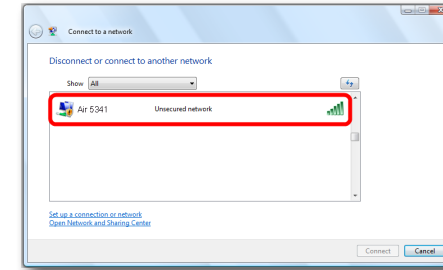 Connect to a network
Disconnect or connect to another network
Show All
Air 5341 Unsecured network
Set up a connection or network
Open Network and Sharing Center
Connect Cancel